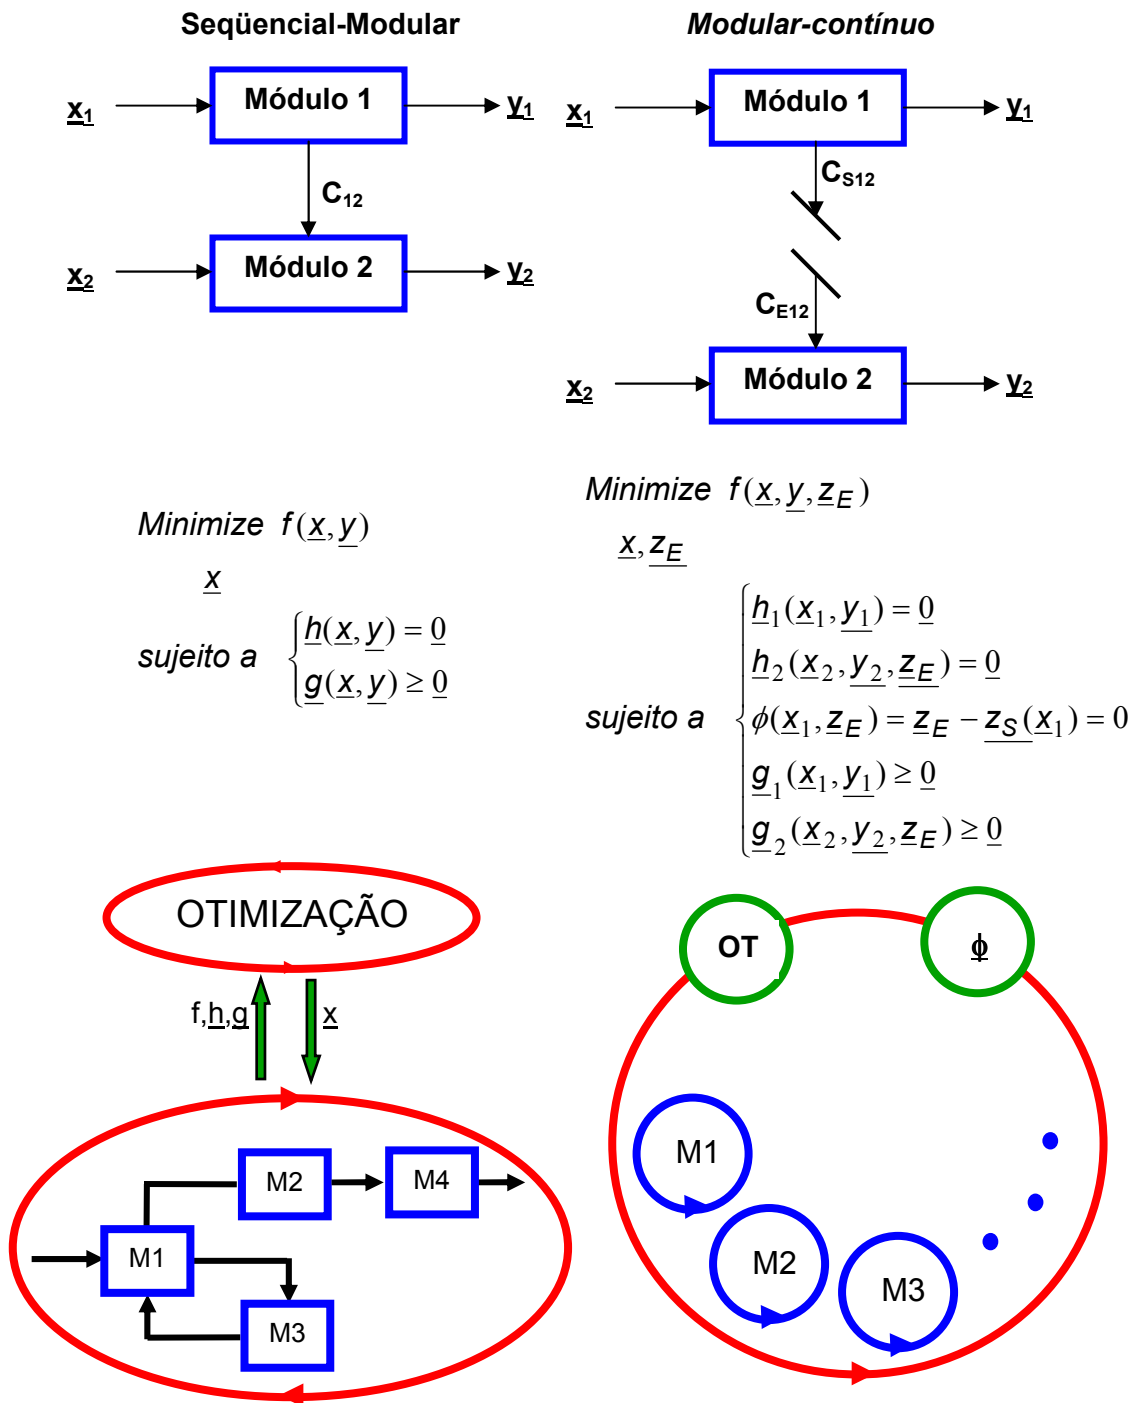 Seqüencial-Modular
Modular-contínuo
x1
Módulo 1
y1
C12
x2
Módulo 2
y2
x1
Módulo 1
y1
CS12
CE12
x2
Módulo 2
y2
Minimize f(x, y)
x
sujeito a
h(x, y) = 0
g(x, y) ≥ 0
Minimize f(x, y, zE)
x, zE
sujeito a
h1(x1, y1) = 0
h2(x2, y2, zE) = 0
ϕ(x1, zE) = zE − zS(x1) = 0
g1(x1, y1) ≥ 0
g2(x2, y2, zE) ≥ 0
OTIMIZAÇÃO
f,h,g
x
M2
M4
M1
M3
OT
ϕ
M1
M2
M3